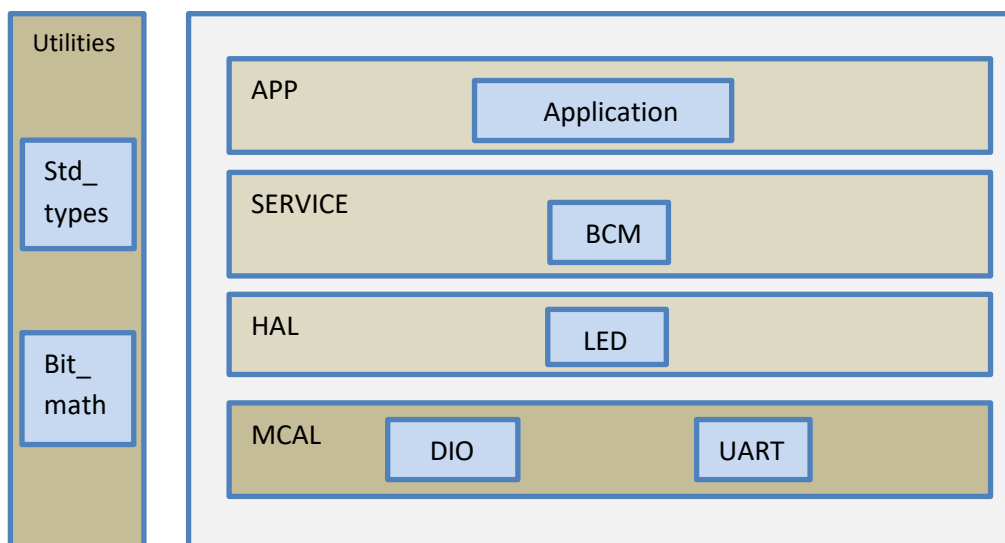 Utilities
Std_
types
Bit_
math
APP
Application
SERVICE
BCM
HAL
LED
MCAL
DIO
UART